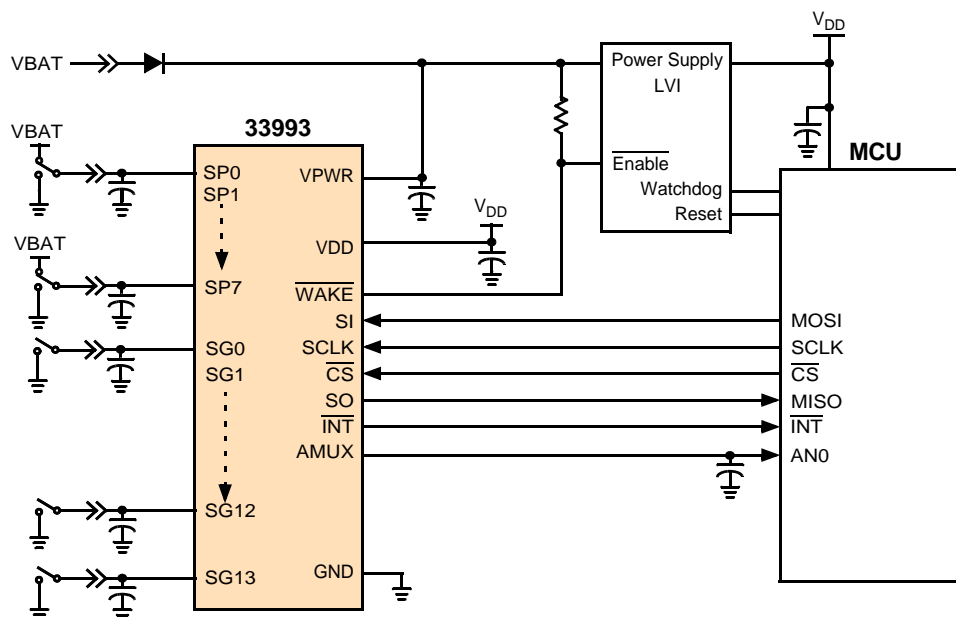 VDD
VBAT
Power Supply
LVI
33993
MCU
VBAT
SP0
SP1
VPWR
Enable
Watchdog
Reset
VDD
VDD
VBAT
SP7
WAKE
SI
MOSI
SG0
SCLK
SCLK
SG1
CS
CS
SO
MISO
INT
INT
AMUX
AN0
SG12
SG13
GND